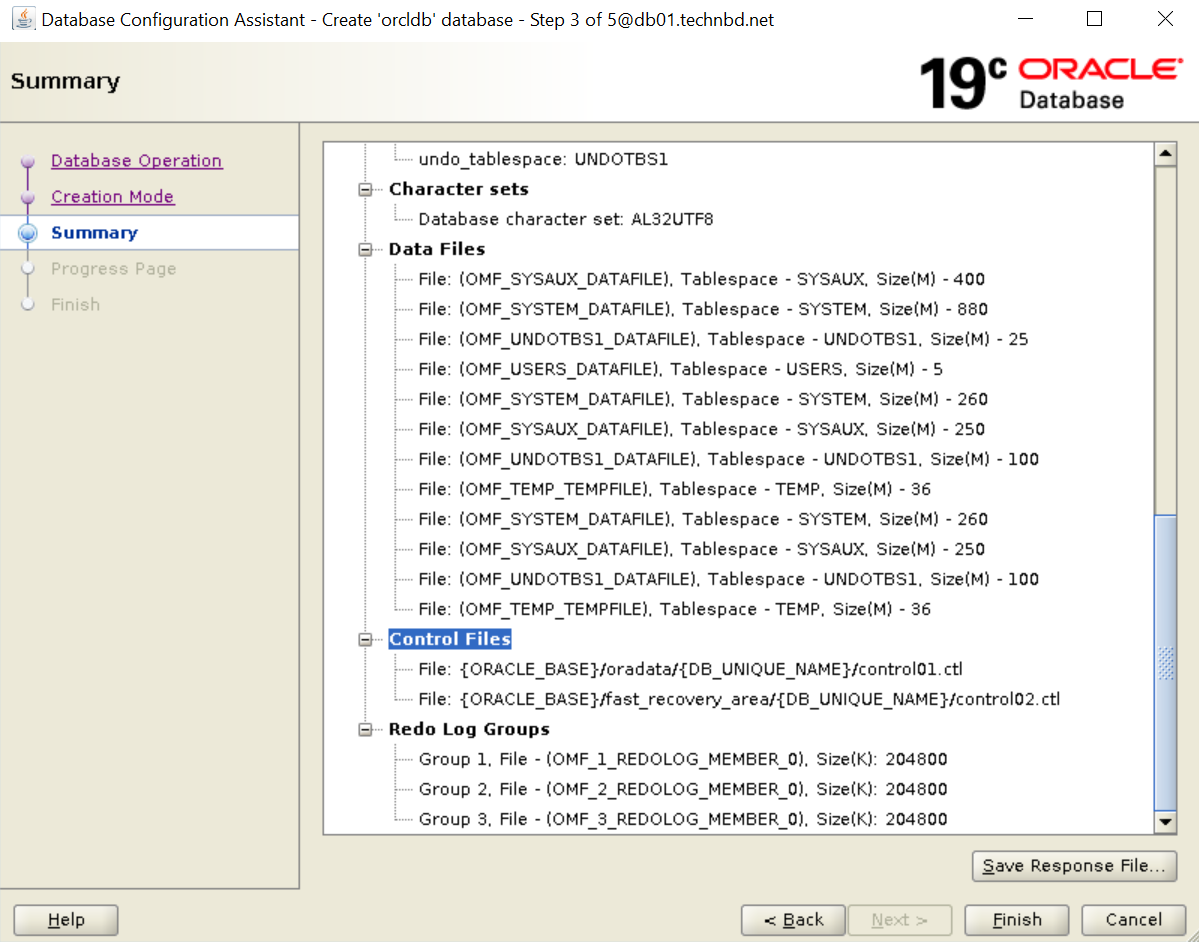 Database Configuration Assistant - Create 'orcldb' database - Step 3 of 5@db01.technbd.net
Summary
19c ORACLE
Database
Database Operation
Creation Mode
Summary
Progress Page
Finish
undo_tablespace: UNDOTBS1
Character sets
Database character set: AL32UTF8
Data Files
File: (OMF_SYSAUX_DATAFILE), Tablespace - SYSAUX, Size(M) - 400
File: (OMF_SYSTEM_DATAFILE), Tablespace - SYSTEM, Size(M) - 880
File: (OMF_UNDOTBS1_DATAFILE), Tablespace - UNDOTBS1, Size(M) - 25
File: (OMF_USERS_DATAFILE), Tablespace - USERS, Size(M) - 5
File: (OMF_SYSTEM_DATAFILE), Tablespace - SYSTEM, Size(M) - 260
File: (OMF_SYSAUX_DATAFILE), Tablespace - SYSAUX, Size(M) - 250
File: (OMF_UNDOTBS1_DATAFILE), Tablespace - UNDOTBS1, Size(M) - 100
File: (OMF_TEMP_TEMPFILE), Tablespace - TEMP, Size(M) - 36
File: (OMF_SYSTEM_DATAFILE), Tablespace - SYSTEM, Size(M) - 260
File: (OMF_SYSAUX_DATAFILE), Tablespace - SYSAUX, Size(M) - 250
File: (OMF_UNDOTBS1_DATAFILE), Tablespace - UNDOTBS1, Size(M) - 100
File: (OMF_TEMP_TEMPFILE), Tablespace - TEMP, Size(M) - 36
Control Files
File: {ORACLE_BASE}/oradata/{DB_UNIQUE_NAME}/control01.ctl
File: {ORACLE_BASE}/fast_recovery_area/{DB_UNIQUE_NAME}/control02.ctl
Redo Log Groups
Group 1, File - (OMF_1_REDOLOG_MEMBER_0), Size(K): 204800
Group 2, File - (OMF_2_REDOLOG_MEMBER_0), Size(K): 204800
Group 3, File - (OMF_3_REDOLOG_MEMBER_0), Size(K): 204800
Save Response File...
Help
< Back
Next >
Finish
Cancel